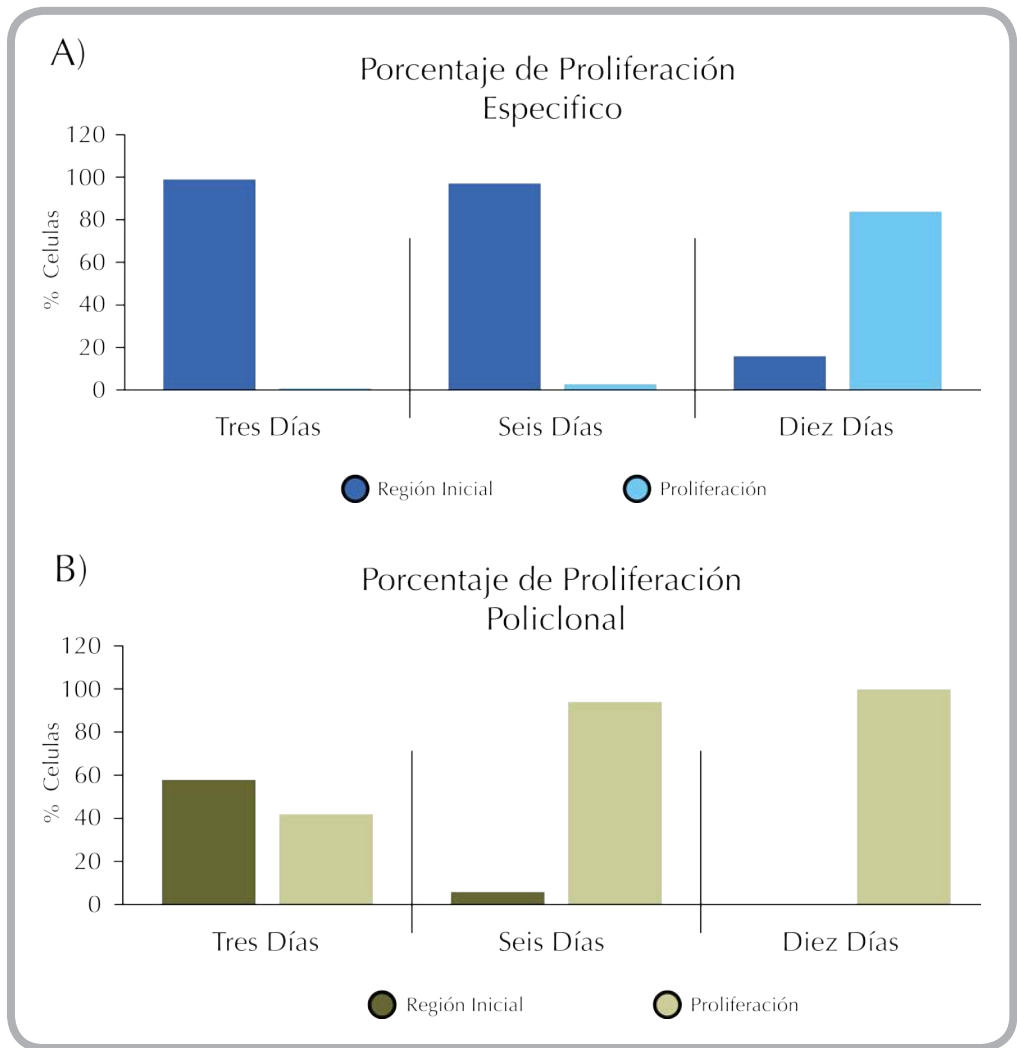 A)
Porcentaje de Proliferación
Especifico
120
100
80
60
40
20
0
% Celulas
Tres Días
Seis Días
Diez Días
Región Inicial
Proliferación
B)
Porcentaje de Proliferación
Policlonal
120
100
80
60
40
20
0
% Celulas
Tres Días
Seis Días
Diez Días
Región Inicial
Proliferación